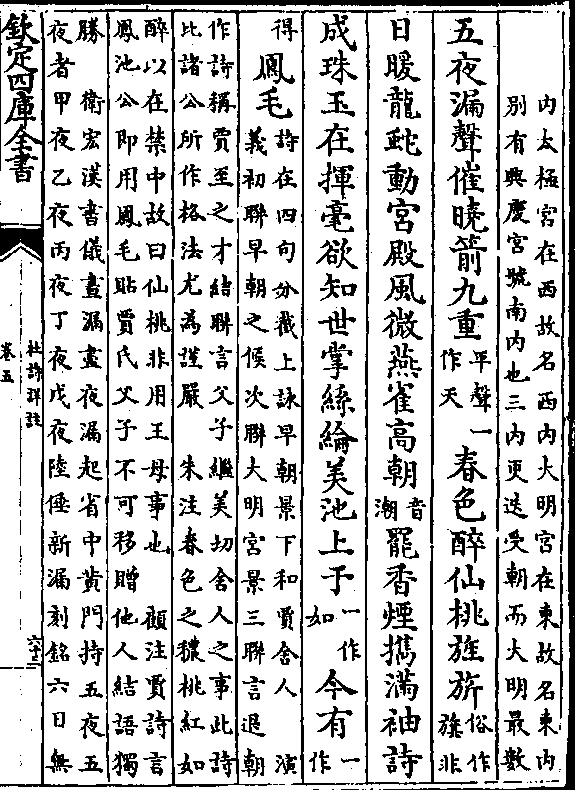 内太極宫在西故名西内大明宫在東故名東内
别有興慶宫號南内也三内更迭受朝而大明最數
五夜漏聲催曉箭九重平聲一作天春色醉仙桃旌旂俗作旗非
日暖龍蛇動宫殿風微燕雀高朝音潮罷香煙擕滿袖詩
成珠玉在揮毫欲知世掌絲綸美池上于一作如今有一作
得鳳毛詩在四句分截上詠早朝景下和賈舍人 演
義初聯早朝之候次聯大明宫景三聯言退朝
作詩稱賈至之才結聯言父子繼美切舍人之事此詩
比諸公所作格法尤為謹嚴 朱注春色之穠桃紅如
醉以在禁中故曰仙桃非用王母事也 顧注賈詩言
鳳池公即用鳳毛貼賈氏父子不可移贈他人結語獨
勝 衛宏漢書儀晝漏盡夜漏起省中黄門持五夜五
夜者甲夜乙夜丙夜丁夜戊夜陸倕新漏刻銘六日無
欽定四庫全書
杜詩詳註
卷五
六十三